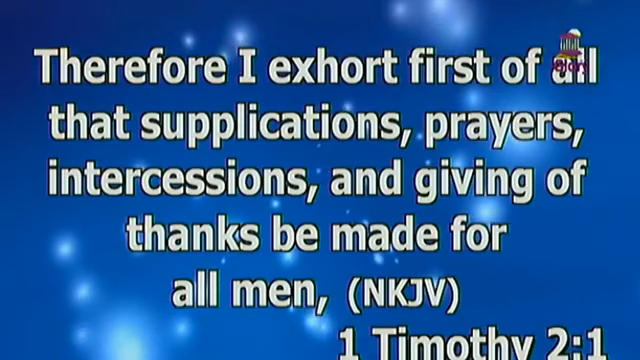 Therefore I exhort first of all
that supplications, prayers,
intercessions, and giving of
thanks be made for
all men, (NKJV)
1 Timothy 2:1